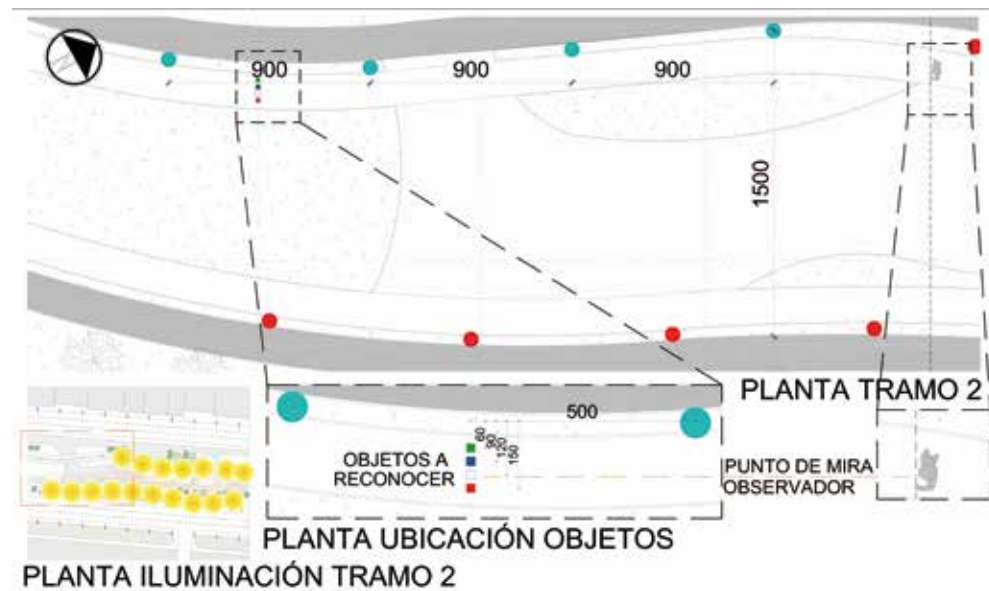 900
900
900
1500
PLANTA TRAMO 2
500
60
90
120
150
OBJETOS A
RECONOCER
PUNTO DE MIRA
OBSERVADOR
PLANTA UBICACIÓN OBJETOS
PLANTA ILUMINACIÓN TRAMO 2